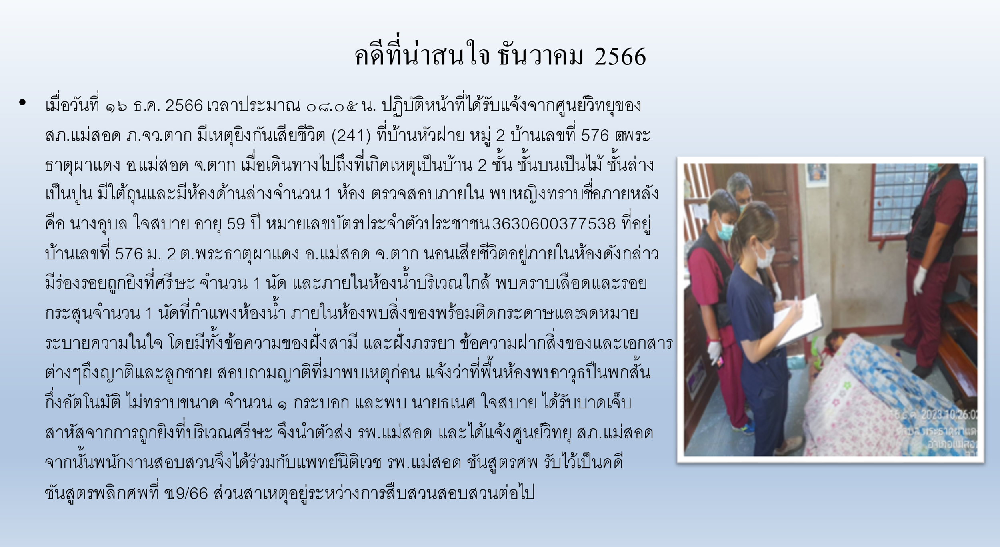 คดีที่น่าสนใจ ธันวาคม 2566
• เมื่อวันที่ ๑๖ ธ.ค. 2566 เวลาประมาณ ๐๘.๐๕ น. ปฏิบัติหน้าที่ได้รับแจ้งจากศูนย์วิทยุของ
สภ.แม่สอด ภ.จว.ตาก มีเหตุยิงกันเสียชีวิต (241) ที่บ้านหัวฝาย หมู่ 2 บ้านเลขที่ 576 ต.พระ
ธาตุผาแดง อ.แม่สอด จ.ตาก เมื่อเดินทางไปถึงที่เกิดเหตุเป็นบ้าน 2 ชั้น ชั้นบนเป็นไม้ ชั้นล่าง
เป็นปูน มีใต้ถุนและมีห้องด้านล่างจำนวน 1 ห้อง ตรวจสอบภายใน พบหญิงทราบชื่อภายหลัง
คือ นางอุบล ใจสบาย อายุ 59 ปี หมายเลขบัตรประจำตัวประชาชน 3630600377538 ที่อยู่
บ้านเลขที่ 576 ม. 2 ต.พระธาตุผาแดง อ.แม่สอด จ.ตาก นอนเสียชีวิตอยู่ภายในห้องดังกล่าว
มีร่องรอยถูกยิงที่ศรีษะ จำนวน 1 นัด และภายในห้องน้ำบริเวณใกล้ พบคราบเลือดและรอย
กระสุนจำนวน 1 นัดที่กำแพงห้องน้ำ ภายในห้องพบสิ่งของพร้อมติดกระดาษและจดหมาย
ระบายความในใจ โดยมีทั้งข้อความของฝั่งสามี และฝั่งภรรยา ข้อความฝากสิ่งของและเอกสาร
ต่างๆถึงญาติและลูกชาย สอบถามญาติที่มาพบเหตุก่อน แจ้งว่าที่พื้นห้องพบอาวุธปืนพกสั้น
กึ่งอัตโนมัติ ไม่ทราบขนาด จำนวน ๑ กระบอก และพบ นายธเนศ ใจสบาย ได้รับบาดเจ็บ
สาหัสจากการถูกยิงที่บริเวณศรีษะ จึงนำตัวส่ง รพ.แม่สอด และได้แจ้งศูนย์วิทยุ สภ.แม่สอด
จากนั้นพนักงานสอบสวนจึงได้ร่วมกับแพทย์นิติเวช รพ.แม่สอด ชันสูตรศพ รับไว้เป็นคดี
ชันสูตรพลิกศพที่ ช.9/66 ส่วนสาเหตุอยู่ระหว่างการสืบสวนสอบสวนต่อไป
2023 10:26:0